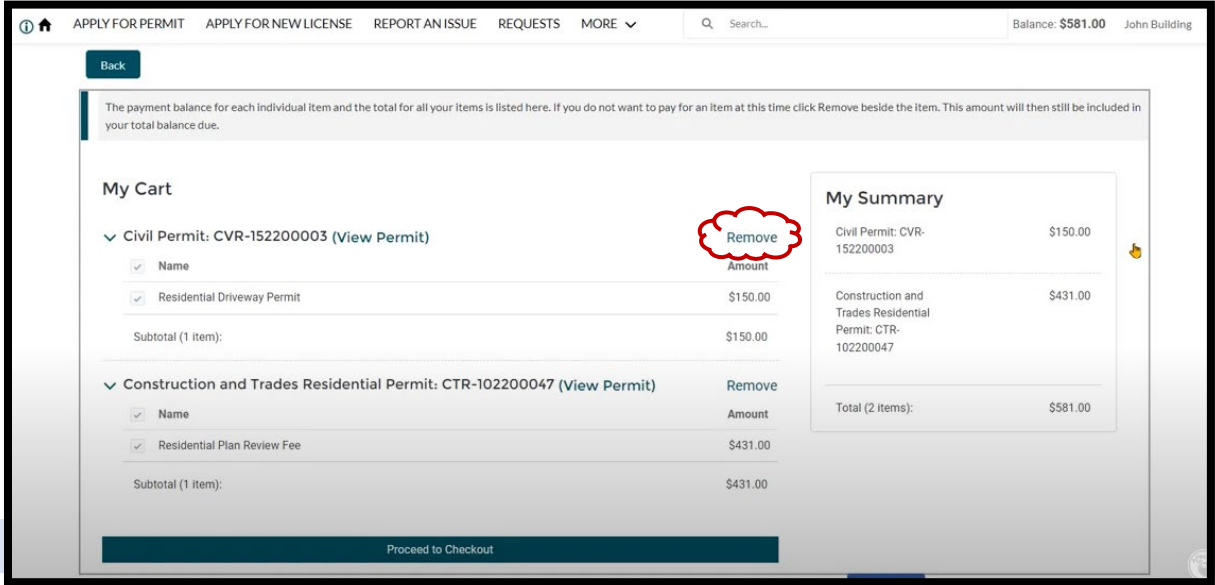 APPLY FOR PERMIT APPLY FOR NEW LICENSE REPORT AN ISSUE REQUESTS MORE Search... Balance: $581.00 John Building
Back
The payment balance for each individual item and the total for all your items is listed here. If you do not want to pay for an item at this time click Remove beside the item. This amount will then still be included in
your total balance due.
My Cart
Civil Permit: CVR-152200003 (View Permit) Remove
Name Amount
Residential Driveway Permit $150.00
Subtotal (1 item): $150.00
Construction and Trades Residential Permit: CTR-102200047 (View Permit) Remove
Name Amount
Residential Plan Review Fee $431.00
Subtotal (1 item): $431.00
Proceed to Checkout
My Summary
Civil Permit: CVR- $150.00
152200003
Construction and $431.00
Trades Residential
Permit: CTR-
102200047
Total (2 items): $581.00